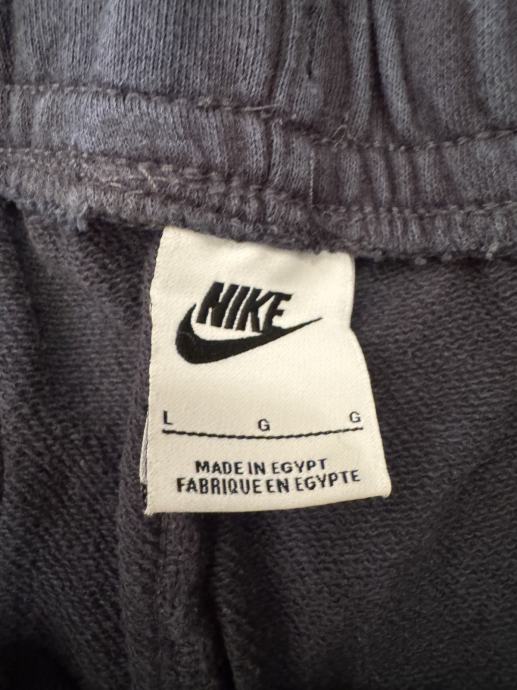 NIKE
L G G
MADE IN EGYPT
FABRIQUE EN EGYPTE